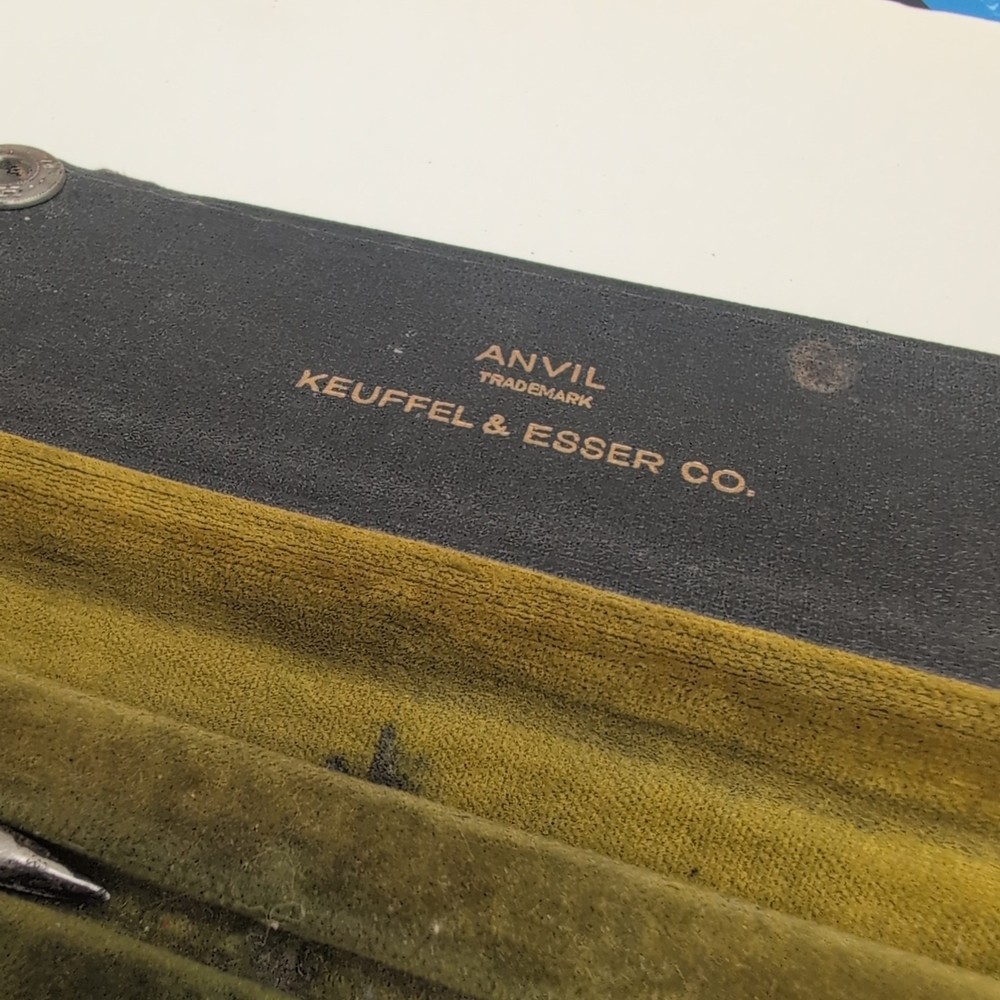 ANVIL
TRADEMARK
KEUFFEL & ESSER CO.